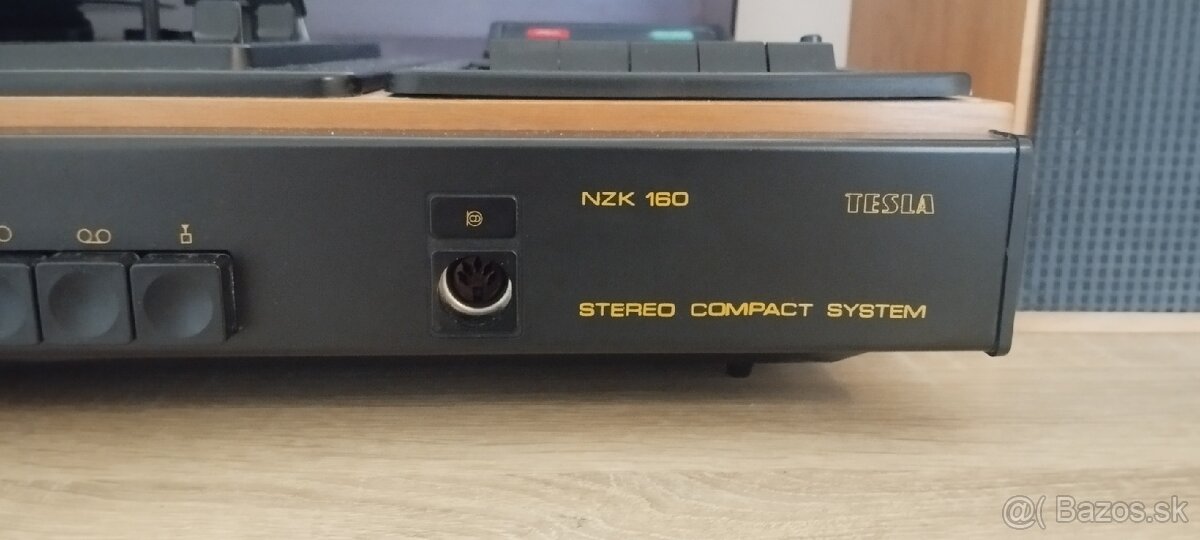 NZK 160
TESLA
STEREO COMPACT SYSTEM
@( Bazos.sk